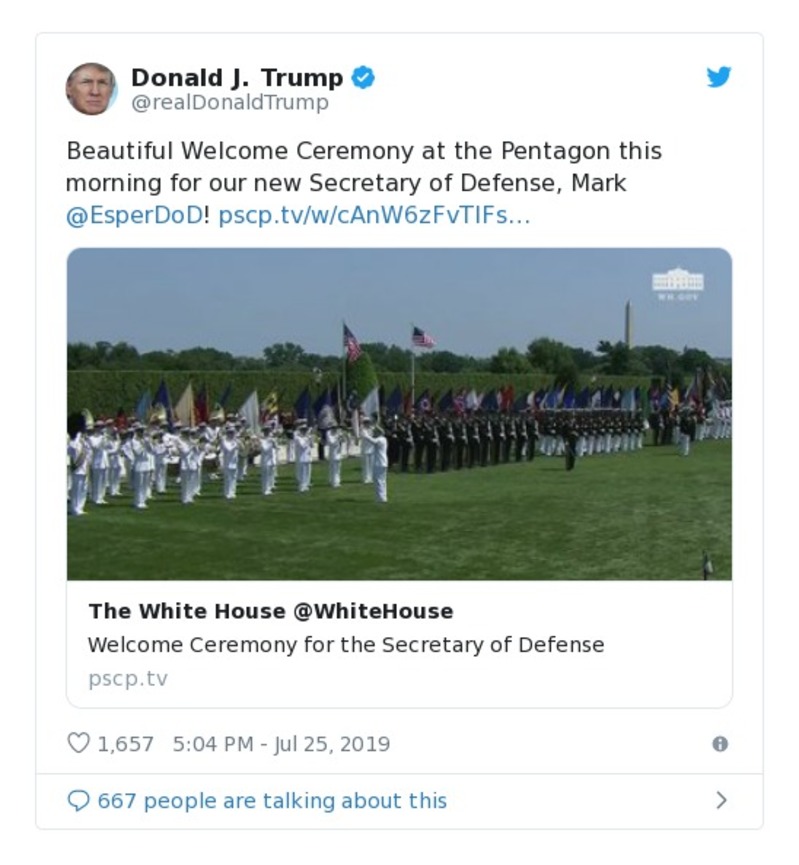 Donald J. Trump
@realDonaldTrump
Beautiful Welcome Ceremony at the Pentagon this
morning for our new Secretary of Defense, Mark
@EsperDoD! pscp.tv/w/cAnW6zFvTIFs…
WH.GOV
The White House @WhiteHouse
Welcome Ceremony for the Secretary of Defense
pscp.tv
1,657 5:04 PM - Jul 25, 2019
667 people are talking about this